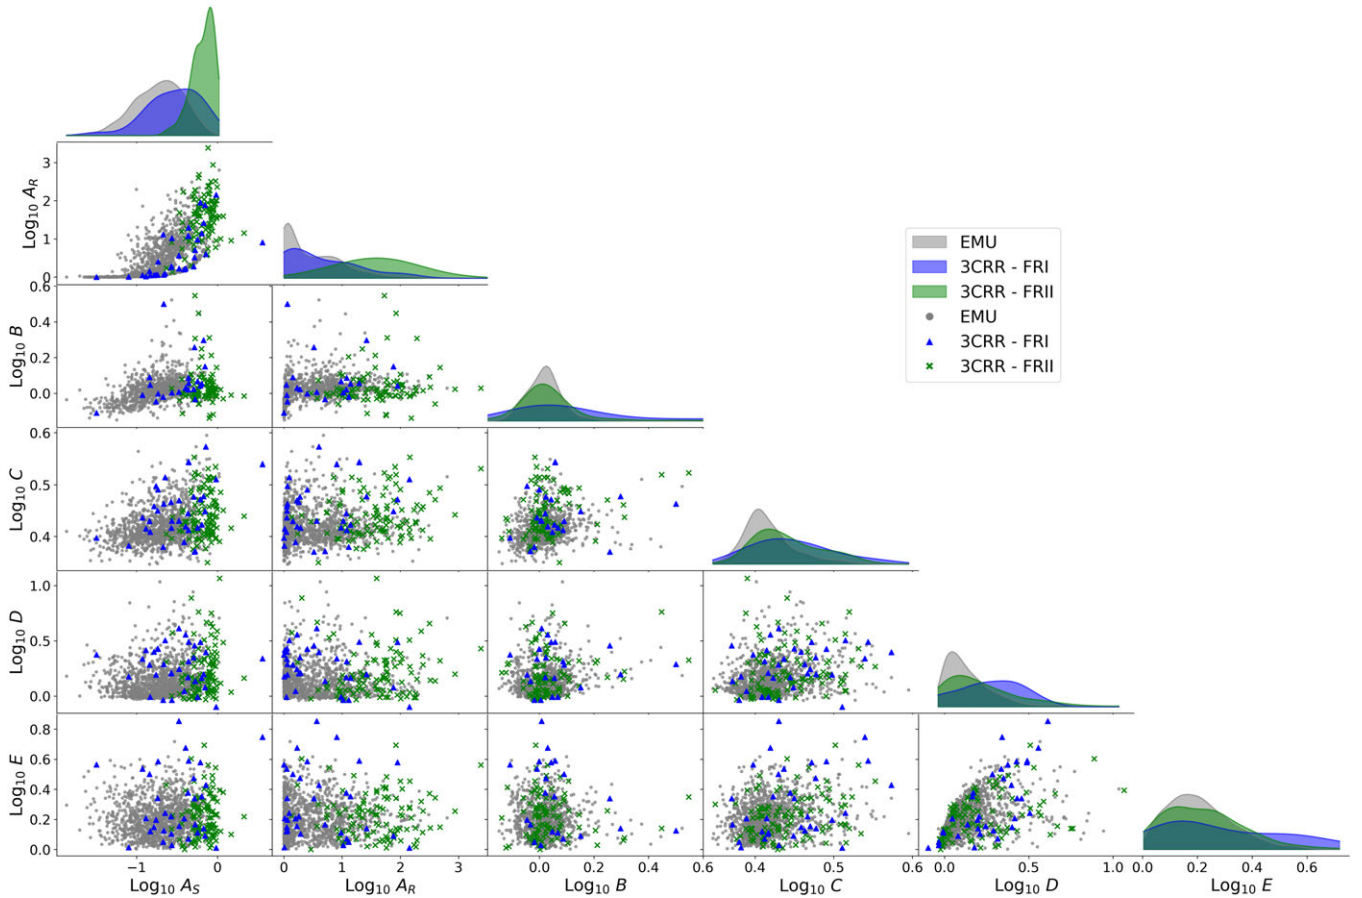 Log₁₀ A_R
3
2
1
0
EMU
3CRR - FRI
3CRR - FRII
EMU
3CRR - FRI
3CRR - FRII
Log₁₀ B
0.6
0.4
0.2
0.0
Log₁₀ C
0.6
0.5
0.4
Log₁₀ D
1.0
0.5
0.0
Log₁₀ E
0.8
0.6
0.4
0.2
0.0
−1 0 0 1 2 3 0.0 0.2 0.4 0.6 0.4 0.5 0.6 0.0 0.5 1.0 0.0 0.2 0.4 0.6
Log₁₀ A_S Log₁₀ A_R Log₁₀ B Log₁₀ C Log₁₀ D Log₁₀ E